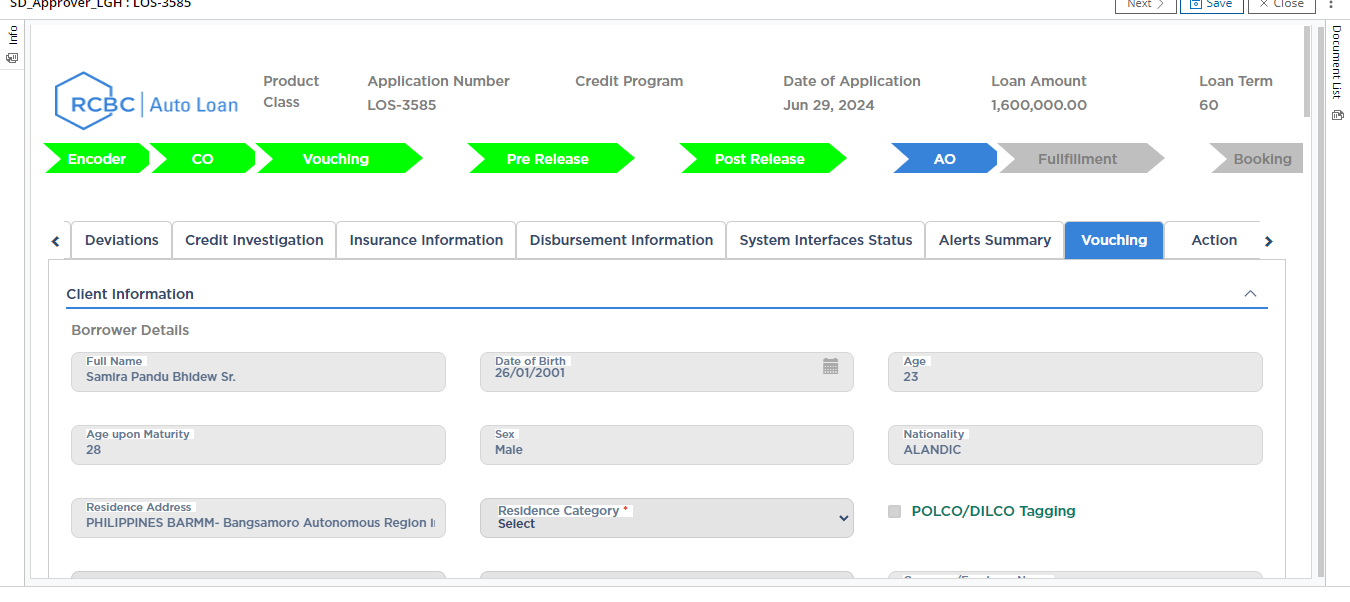 SD_Approver_LGH : LOS-3585
Next
Save
Close
Info
Document List
RCBC Auto Loan
Product Class
Application Number
LOS-3585
Credit Program
Date of Application
Jun 29, 2024
Loan Amount
1,600,000.00
Loan Term
60
Encoder
CO
Vouching
Pre Release
Post Release
AO
Fullfillment
Booking
Deviations
Credit Investigation
Insurance Information
Disbursement Information
System Interfaces Status
Alerts Summary
Vouching
Action
Client Information
Borrower Details
Full Name
Samira Pandu Bhidew Sr.
Date of Birth
26/01/2001
Age
23
Age upon Maturity
28
Sex
Male
Nationality
ALANDIC
Residence Address
PHILIPPINES BARMM- Bangsamoro Autonomous Region
Residence Category *
Select
POLCO/DILCO Tagging